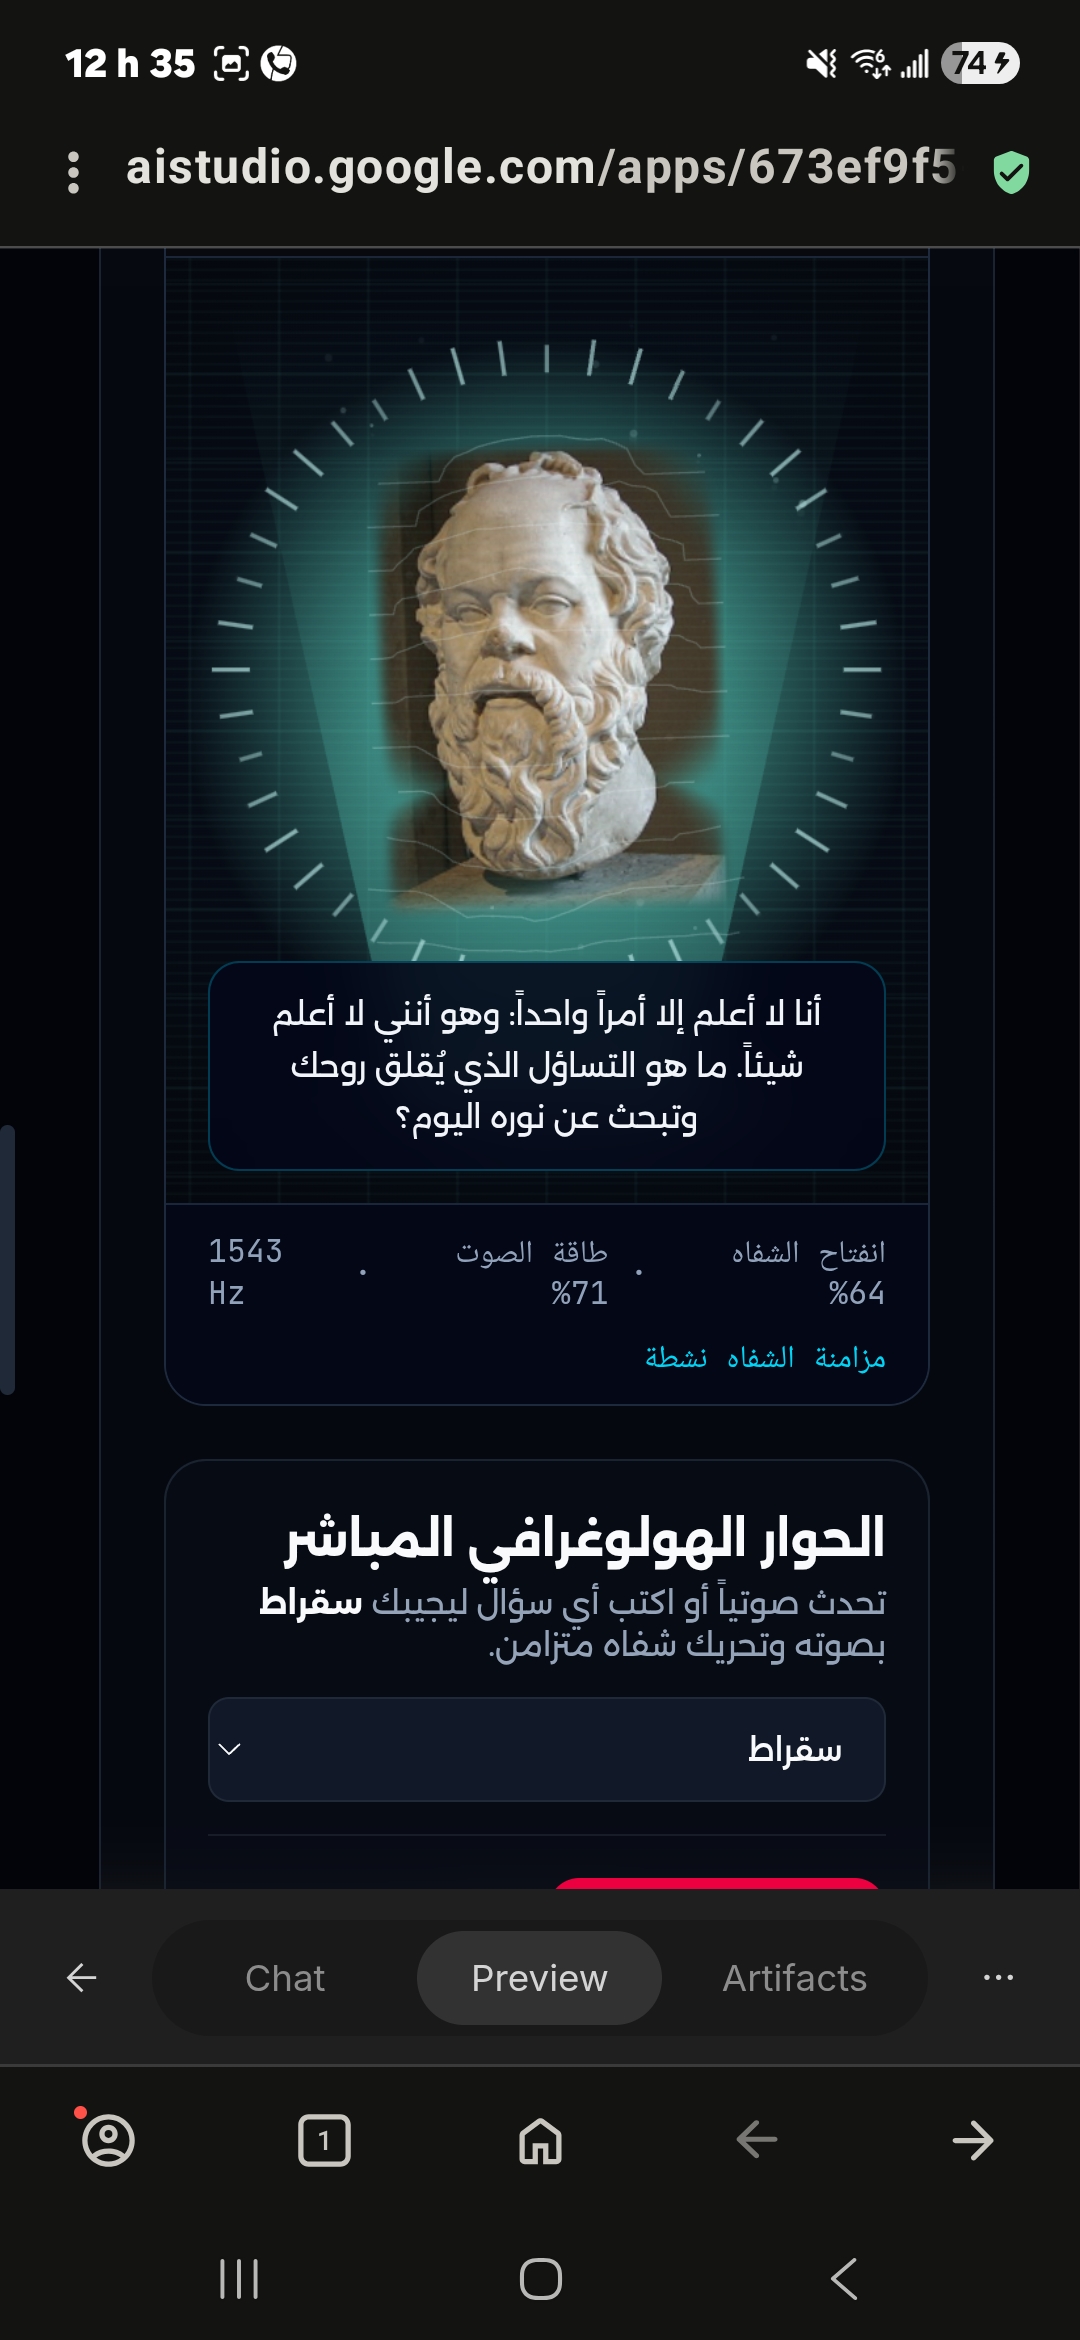 12 h 35
74
aistudio.google.com/apps/673ef9f5
أنا لا أعلم إلا أمراً واحداً: وهو أنني لا أعلم
شيئاً. ما هو التساؤل الذي يُقلق روحك
وتبحث عن نوره اليوم؟
انفتاح الشفاه
%64
·
طاقة الصوت
%71
·
1543
Hz
مزامنة الشفاه نشطة
الحوار الهولوغرافي المباشر
تحدث صوتياً أو اكتب أي سؤال ليجيبك سقراط
بصوته وتحريك شفاه متزامن.
سقراط
Chat
Preview
Artifacts
1